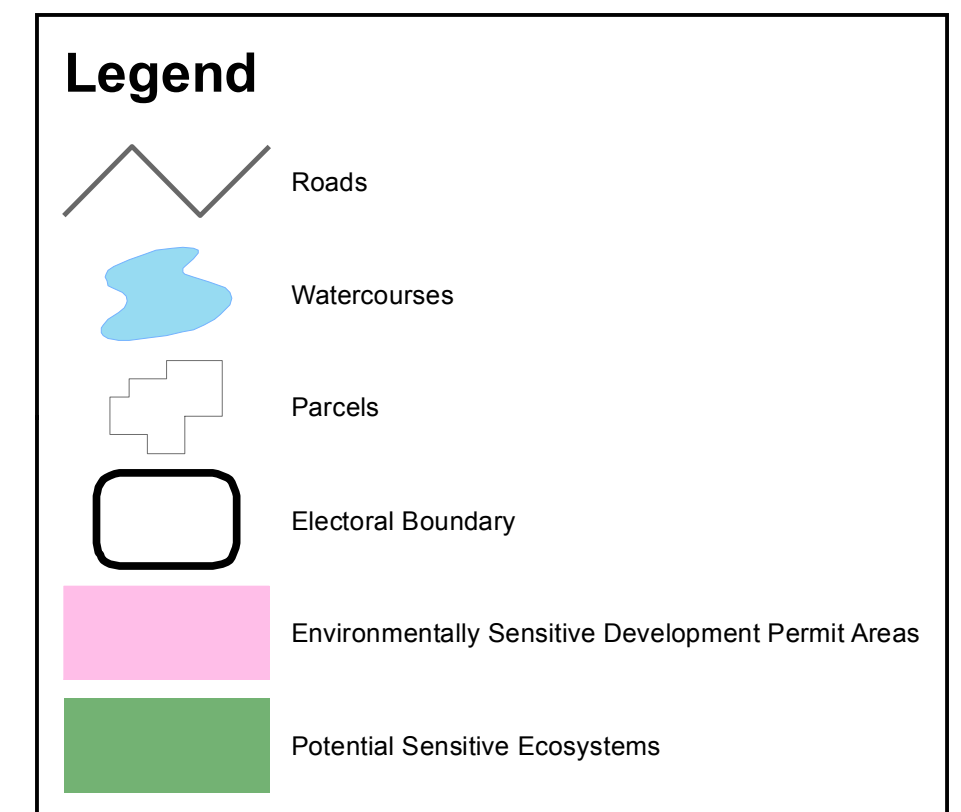 Legend
Roads
Watercourses
Parcels
Electoral Boundary
Environmentally Sensitive Development Permit Areas
Potential Sensitive Ecosystems